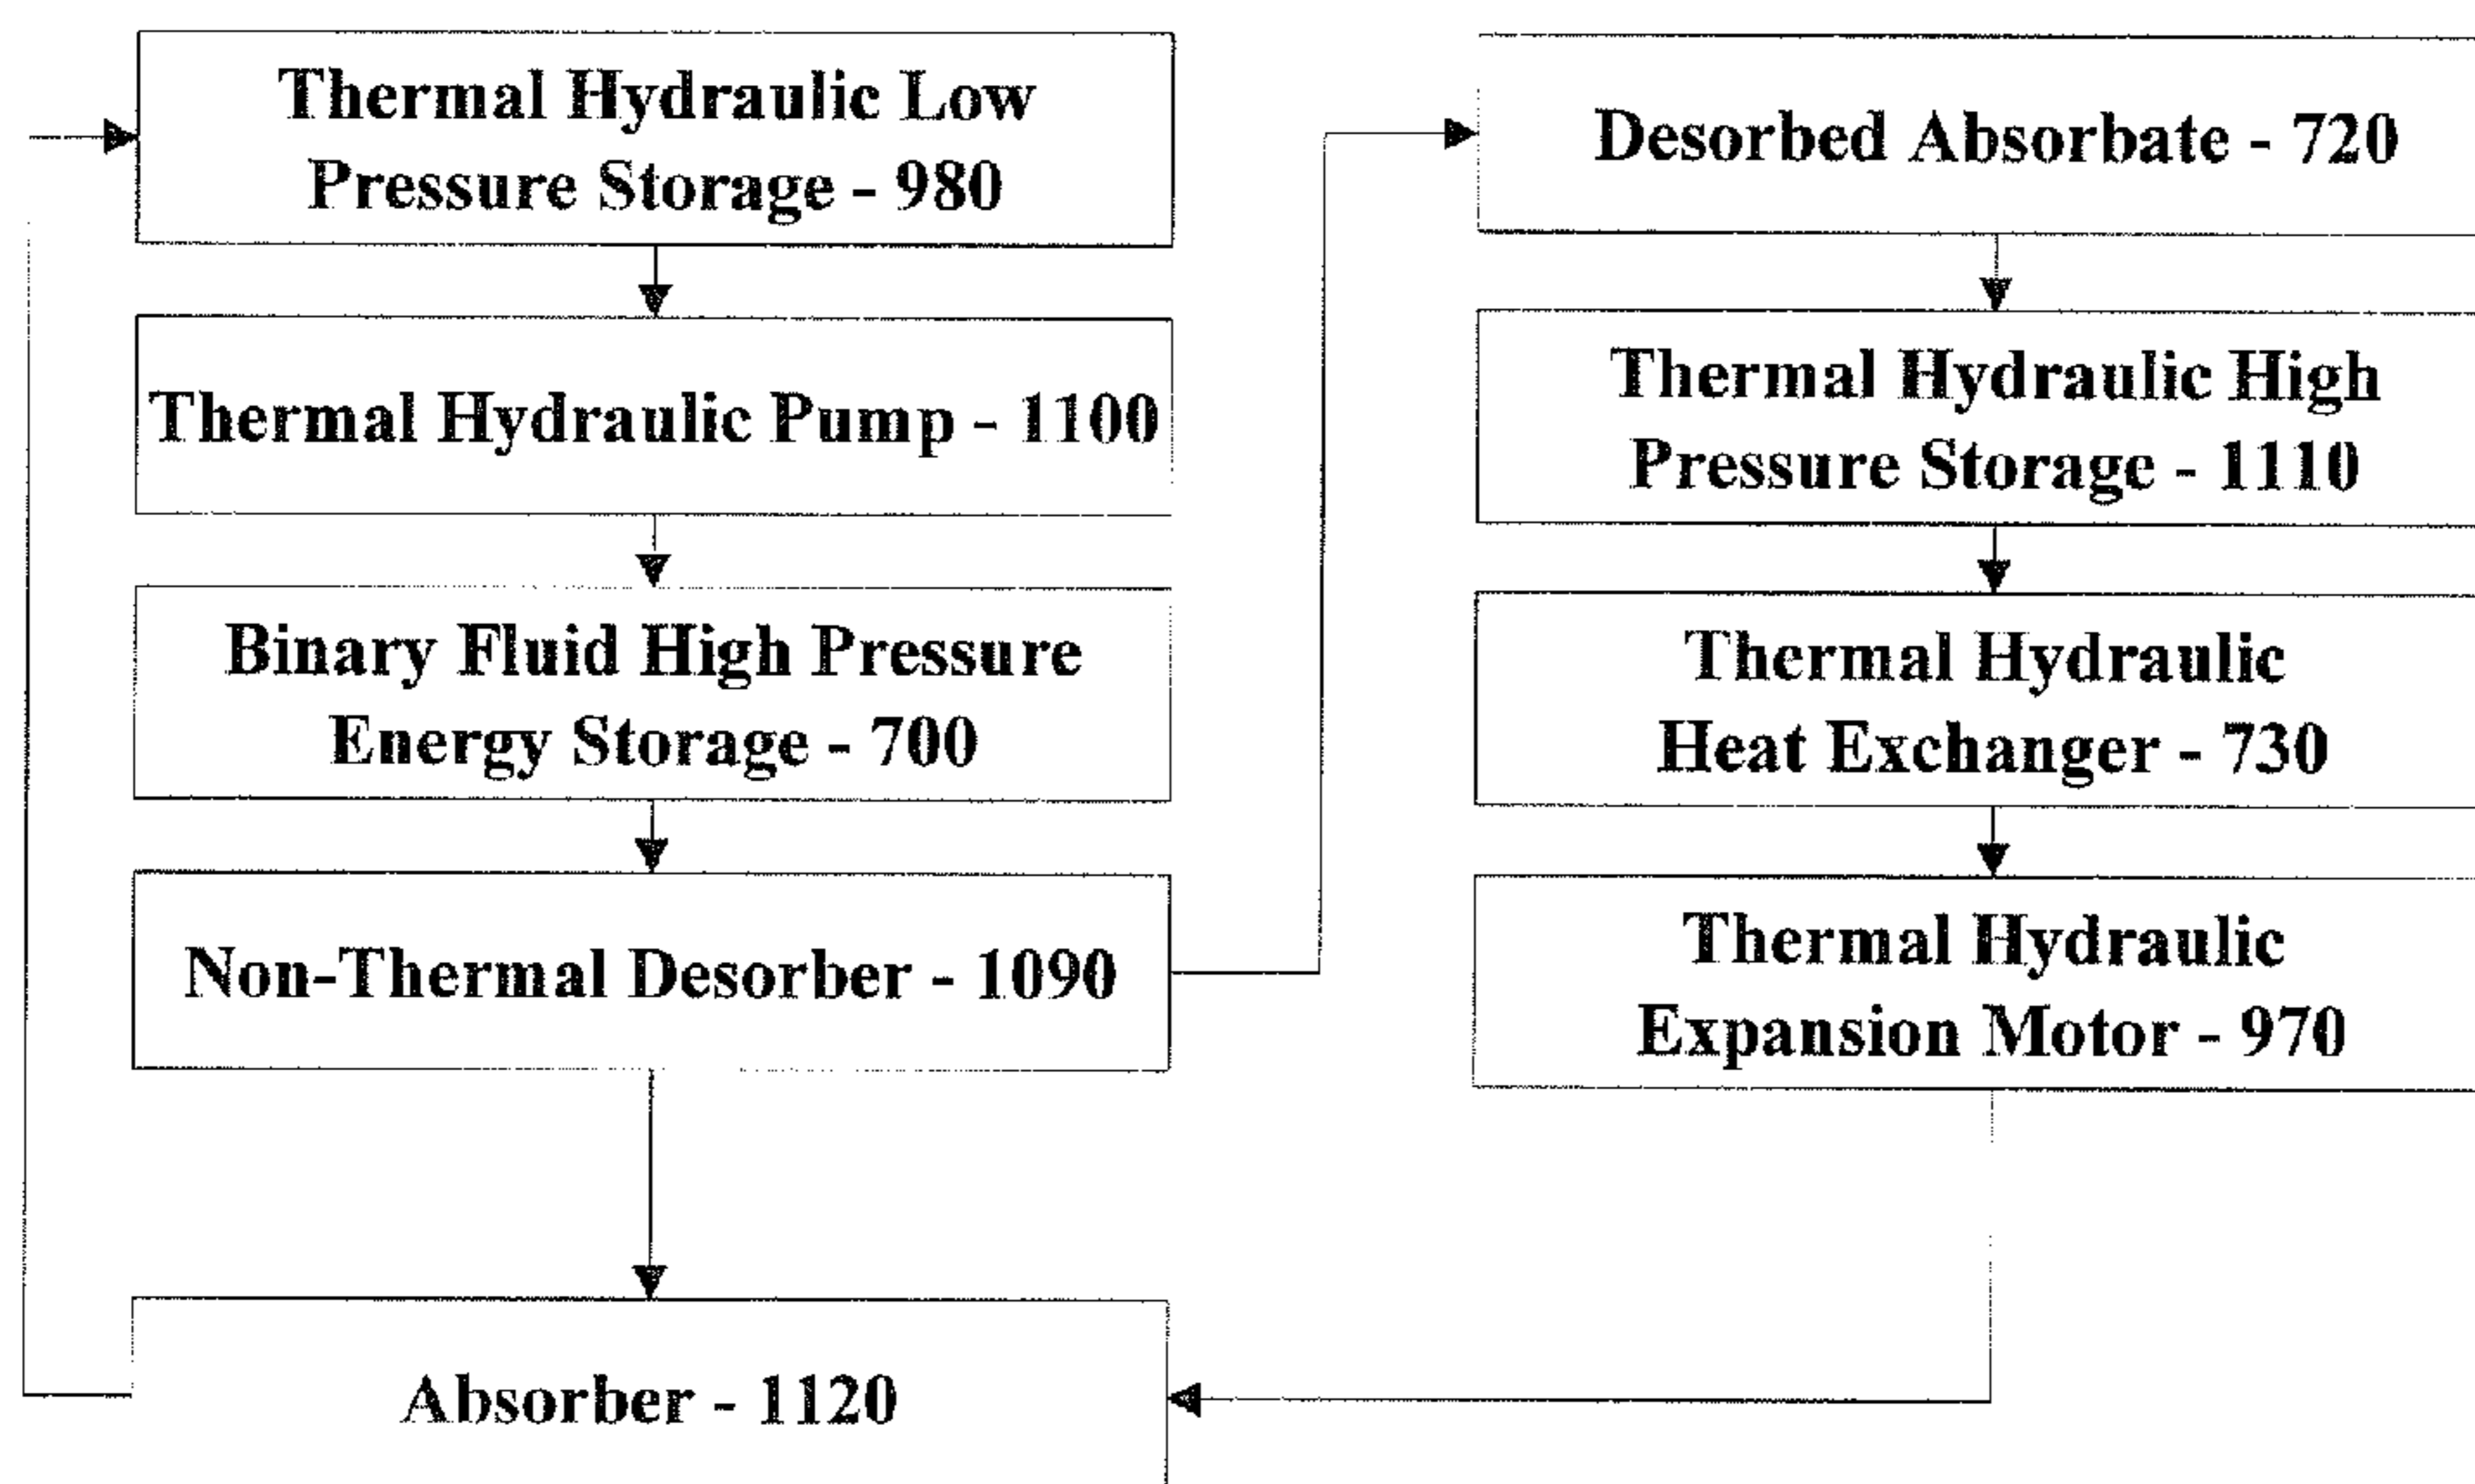 Thermal Hydraulic Low
Pressure Storage - 980
Thermal Hydraulic Pump - 1100
Binary Fluid High Pressure
Energy Storage - 700
Non-Thermal Desorber - 1090
Absorber - 1120
Desorbed Absorbate - 720
Thermal Hydraulic High
Pressure Storage - 1110
Thermal Hydraulic
Heat Exchanger - 730
Thermal Hydraulic
Expansion Motor - 970